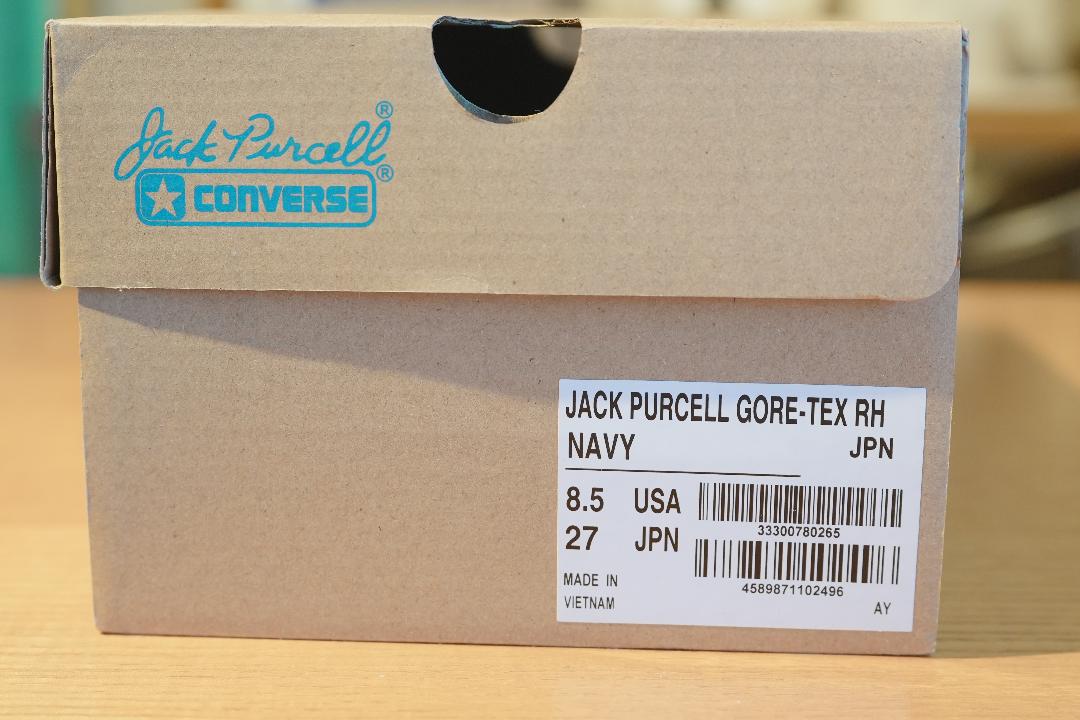 Jack Purcell®
CONVERSE®
JACK PURCELL GORE-TEX RH
NAVY JPN
8.5 USA
33300780265
27 JPN
4589871102496
MADE IN
VIETNAM
AY